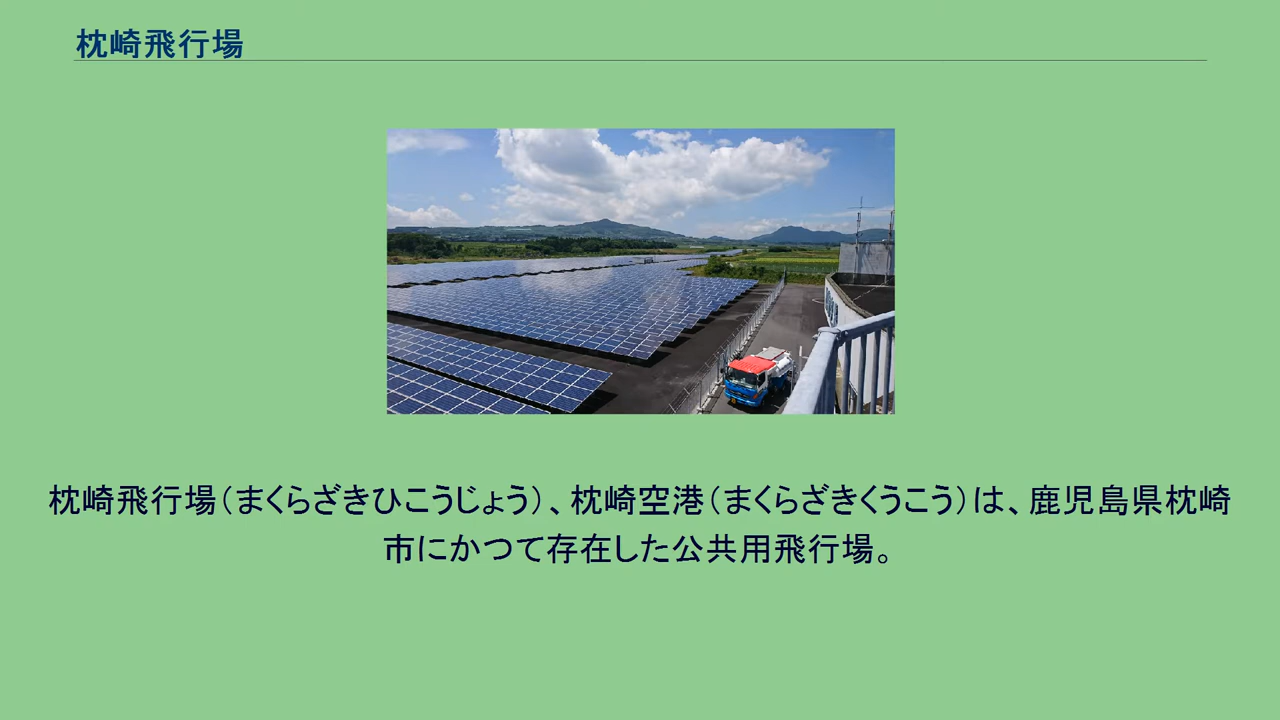 枕崎飛行場
枕崎飛行場（まくらざきひこうじょう）、枕崎空港（まくらざきくうこう）は、鹿児島県枕崎
市にかつて存在した公共用飛行場。